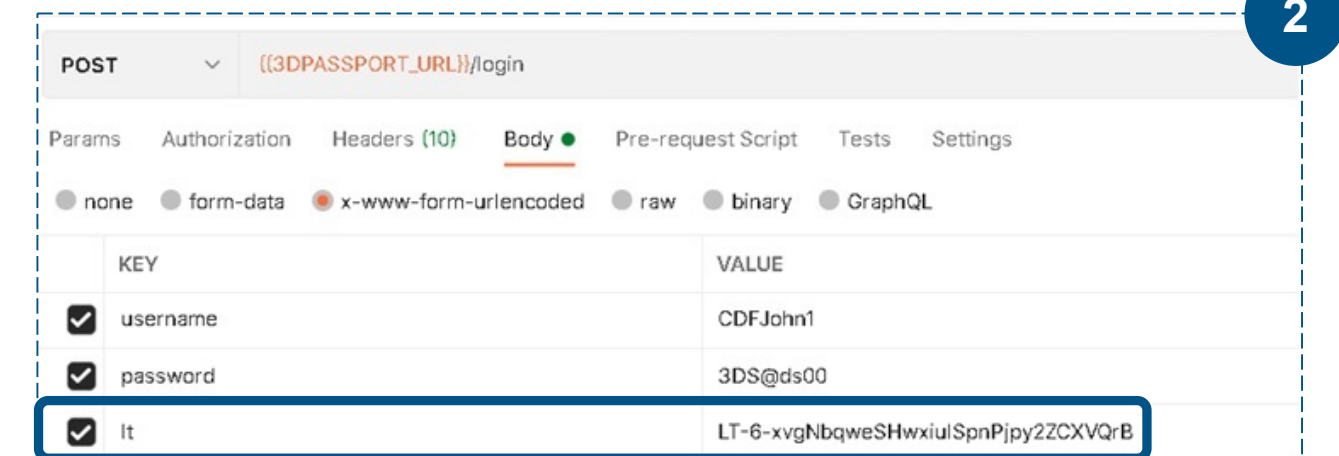 2
POST {{3DPASSPORT_URL}}/login
Params Authorization Headers (10) Body Pre-request Script Tests Settings
none form-data x-www-form-urlencoded raw binary GraphQL
KEY VALUE
username CDFJohn1
password 3DS@ds00
lt LT-6-xvgNbqweSHwxiulSpnPjpy2ZCXVQrB